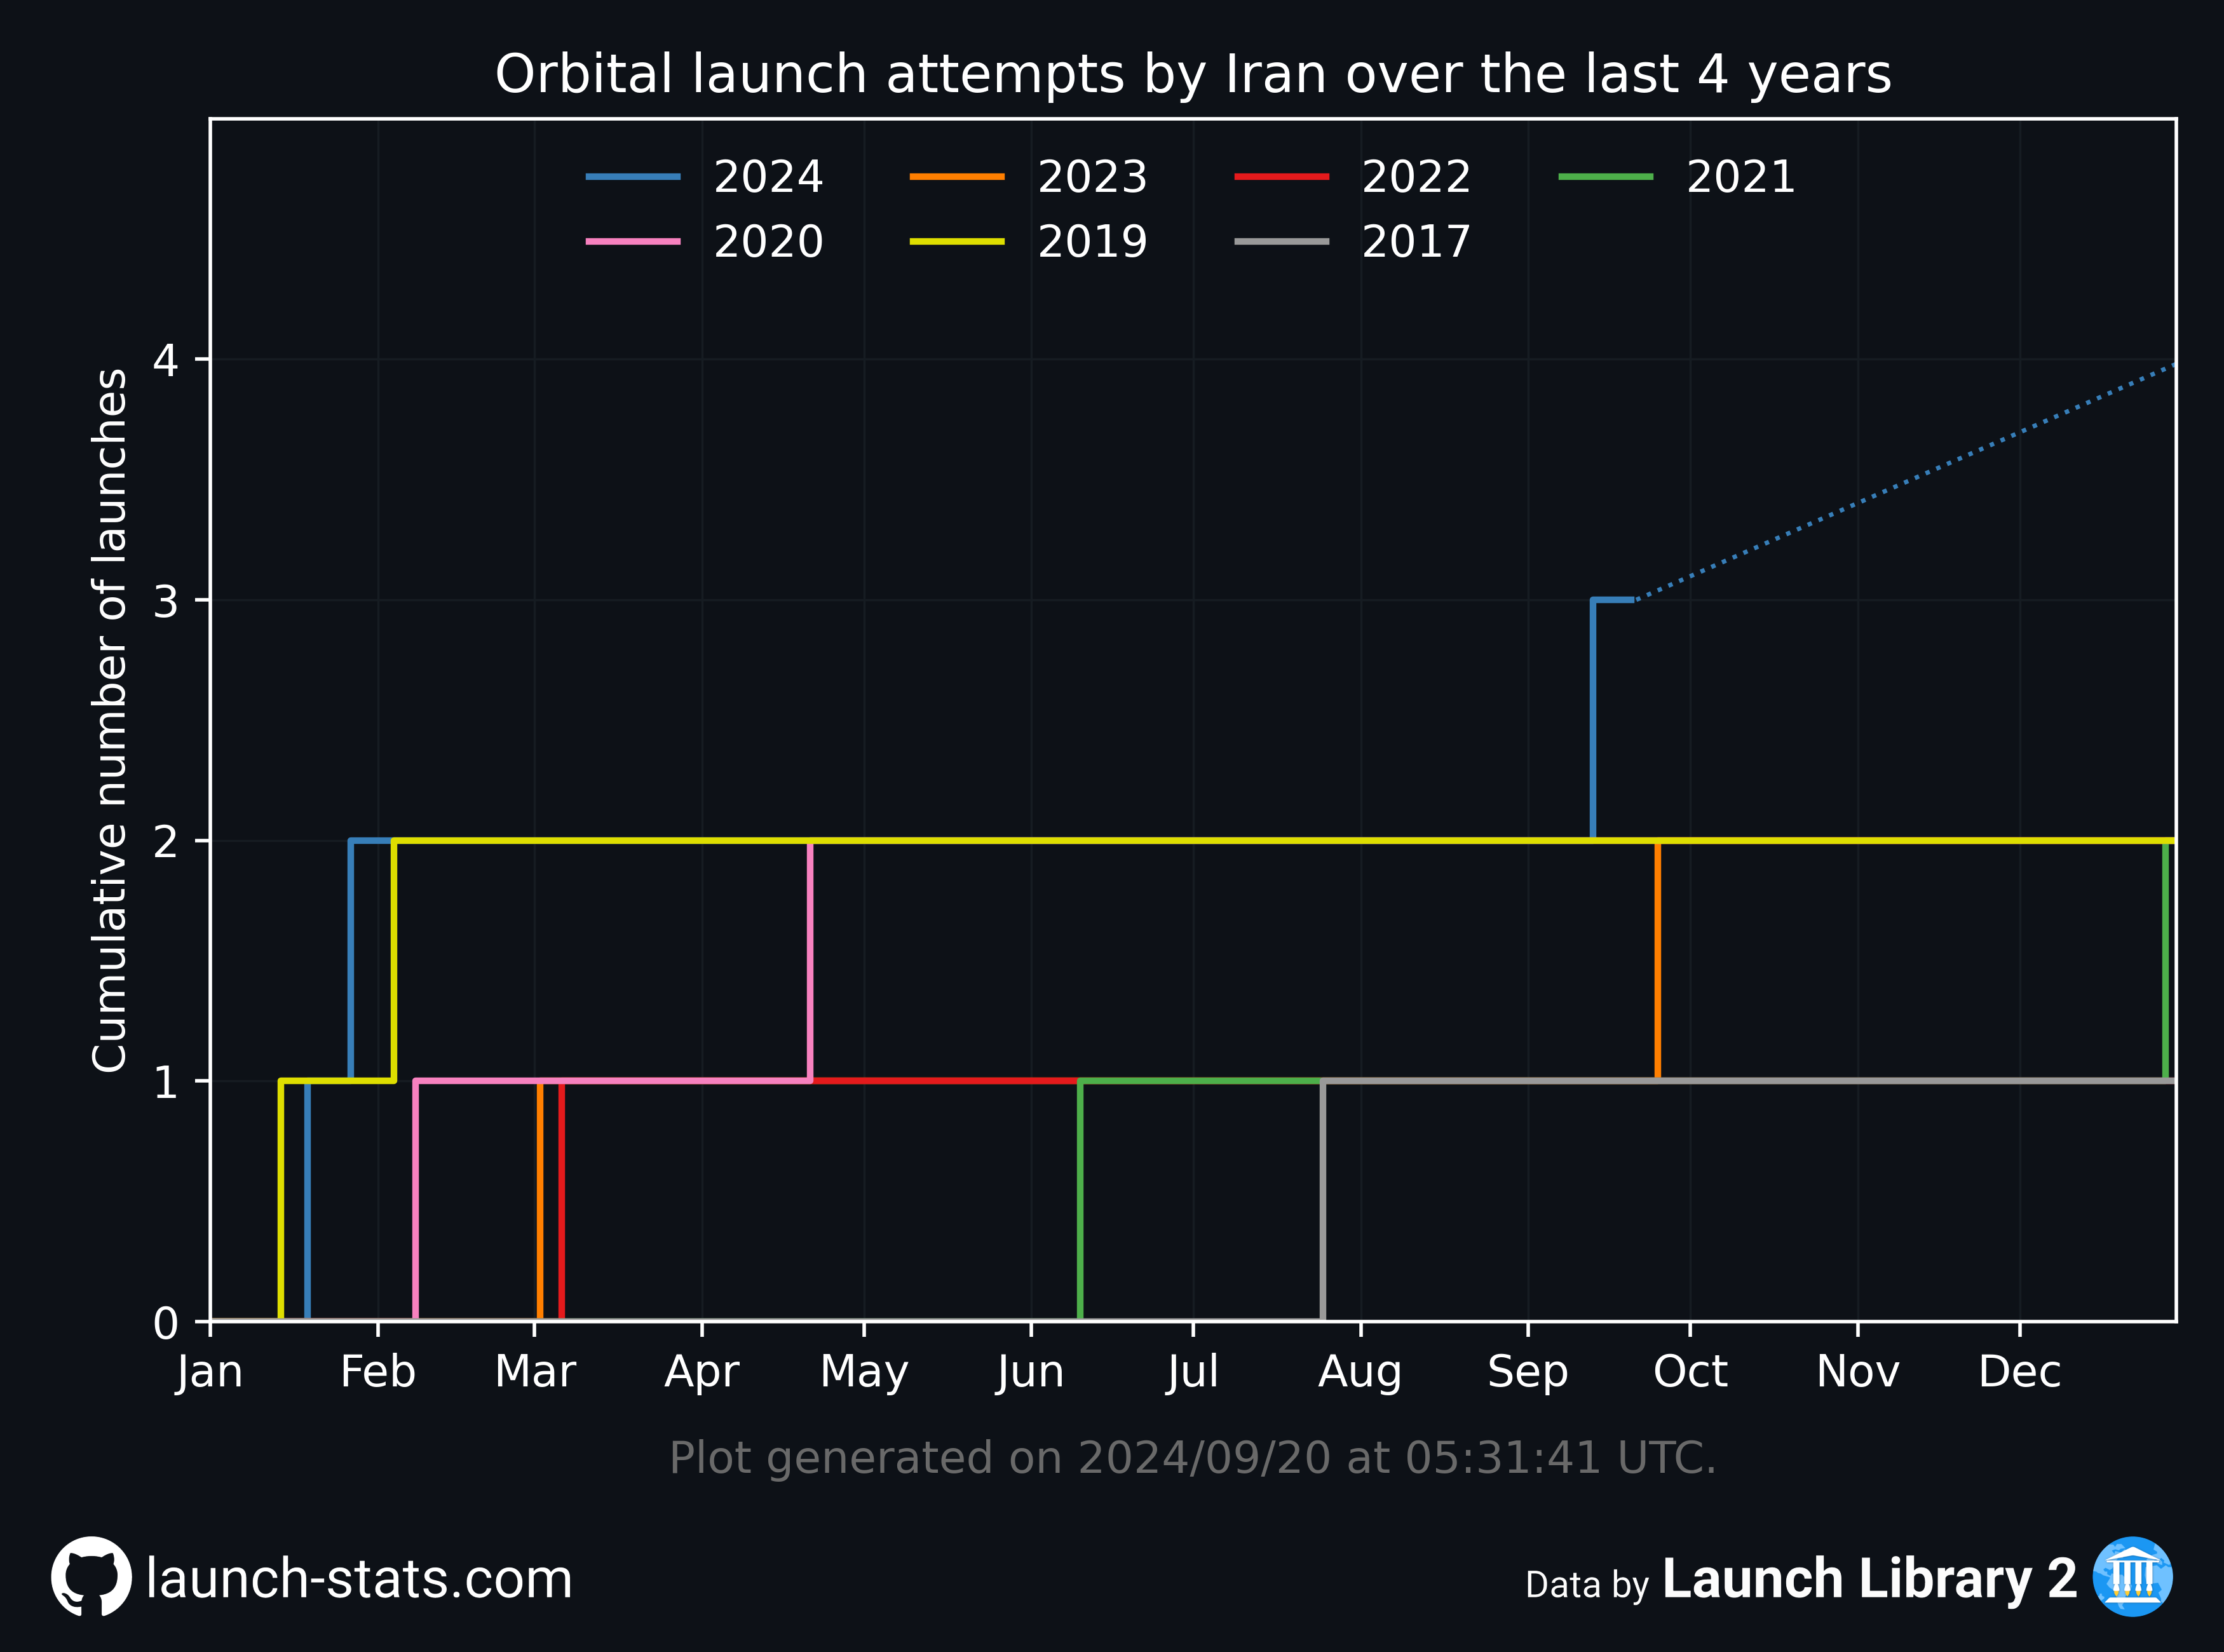 Orbital launch attempts by Iran over the last 4 years
2024 2023 2022 2021
2020 2019 2017
Cumulative number of launches
4
3
2
1
0
Jan Feb Mar Apr May Jun Jul Aug Sep Oct Nov Dec
Plot generated on 2024/09/20 at 05:31:41 UTC.
launch-stats.com
Data by Launch Library 2